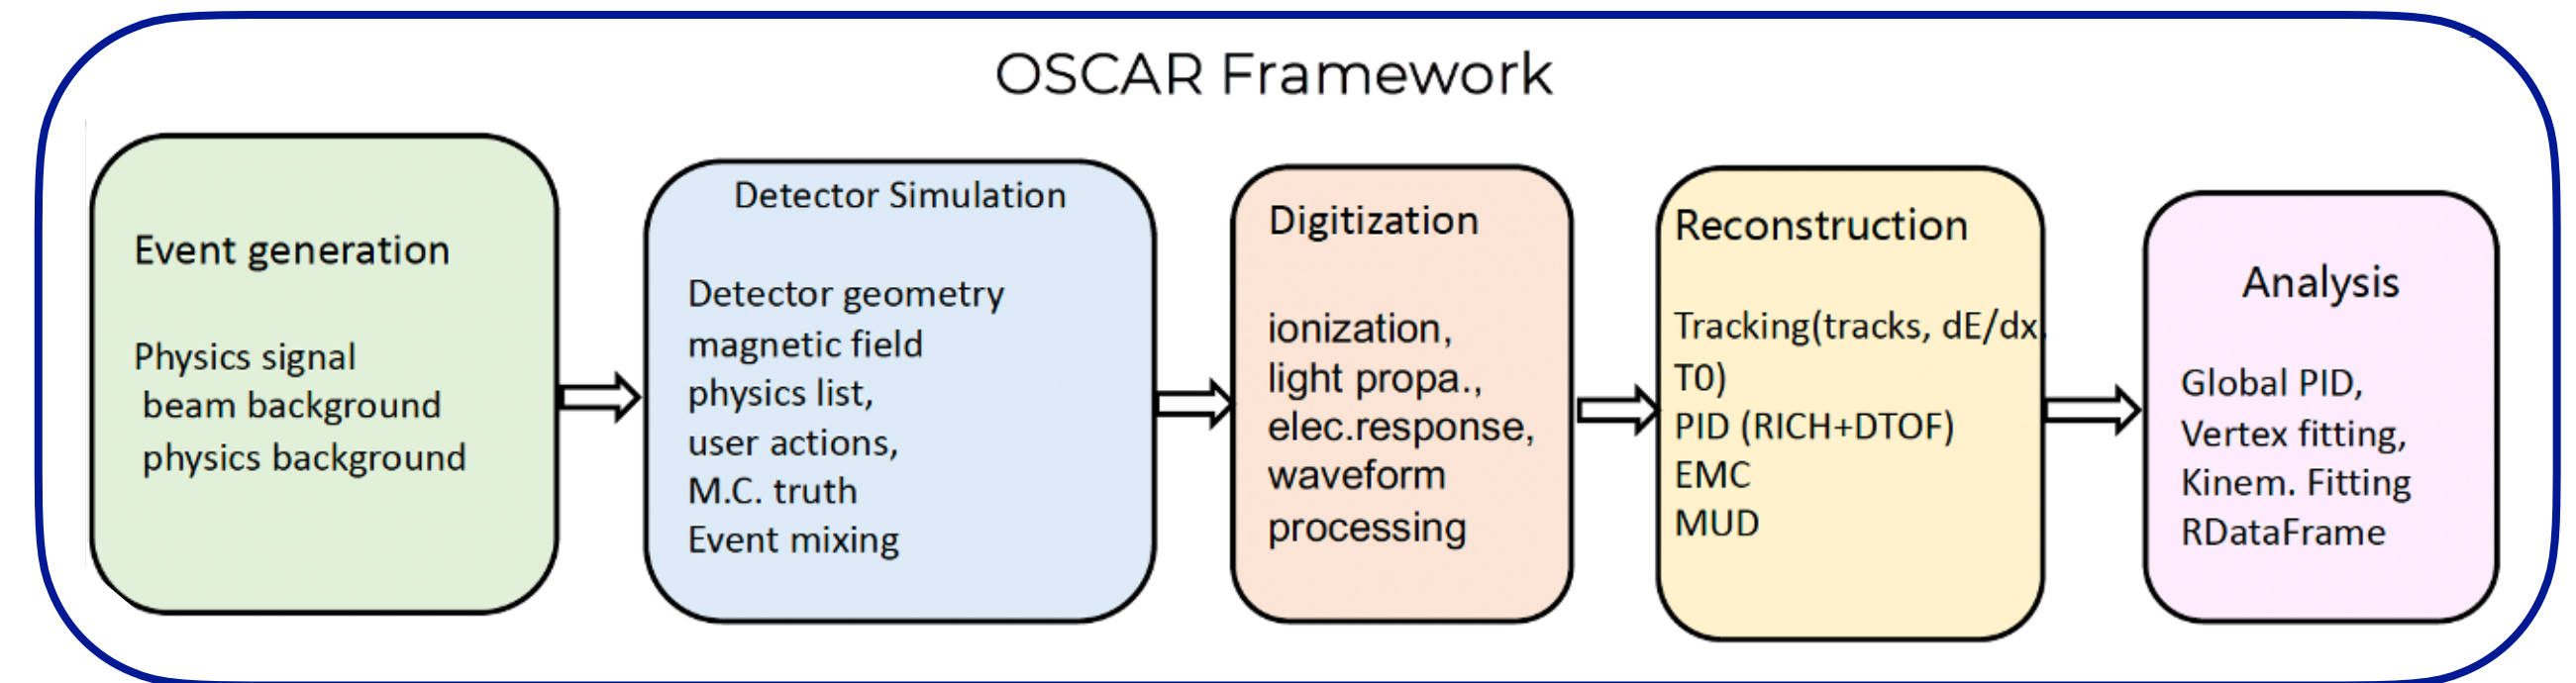 OSCAR Framework
Event generation
Physics signal
beam background
physics background
Detector Simulation
Detector geometry
magnetic field
physics list,
user actions,
M.C. truth
Event mixing
Digitization
ionization,
light propa.,
elec.response,
waveform
processing
Reconstruction
Tracking(tracks, dE/dx,
T0)
PID (RICH+DTOF)
EMC
MUD
Analysis
Global PID,
Vertex fitting,
Kinem. Fitting
RDataFrame